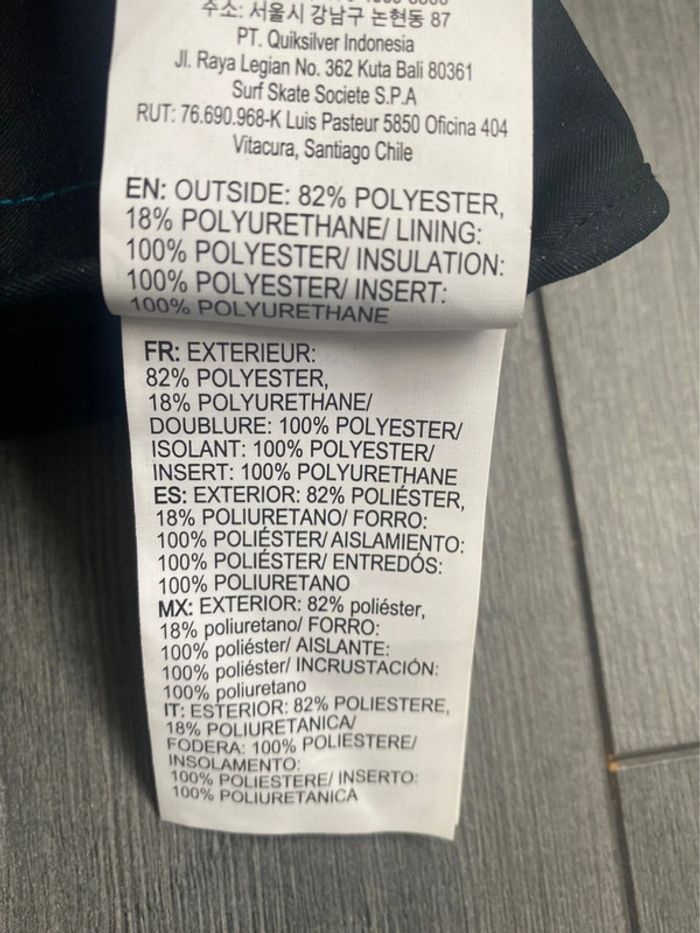 주소: 서울시 강남구 논현동 87
PT. Quiksilver Indonesia
Jl. Raya Legian No. 362 Kuta Bali 80361
Surf Skate Societe S.P.A
RUT: 76.690.968-K Luis Pasteur 5850 Oficina 404
Vitacura, Santiago Chile
EN: OUTSIDE: 82% POLYESTER,
18% POLYURETHANE/ LINING:
100% POLYESTER/ INSULATION:
100% POLYESTER/ INSERT:
100% POLYURETHANE
FR: EXTERIEUR:
82% POLYESTER,
18% POLYURETHANE/
DOUBLURE: 100% POLYESTER/
ISOLANT: 100% POLYESTER/
INSERT: 100% POLYURETHANE
ES: EXTERIOR: 82% POLIÉSTER,
18% POLIURETANO/ FORRO:
100% POLIÉSTER/ AISLAMIENTO:
100% POLIÉSTER/ ENTREDÓS:
100% POLIURETANO
MX: EXTERIOR: 82% poliéster,
18% poliuretano/ FORRO:
100% poliéster/ AISLANTE:
100% poliéster/ INCRUSTACIÓN:
100% poliuretano
IT: ESTERIOR: 82% POLIESTERE,
18% POLIURETANICA/
FODERA: 100% POLIESTERE/
INSOLAMENTO:
100% POLIESTERE/ INSERTO:
100% POLIURETANICA